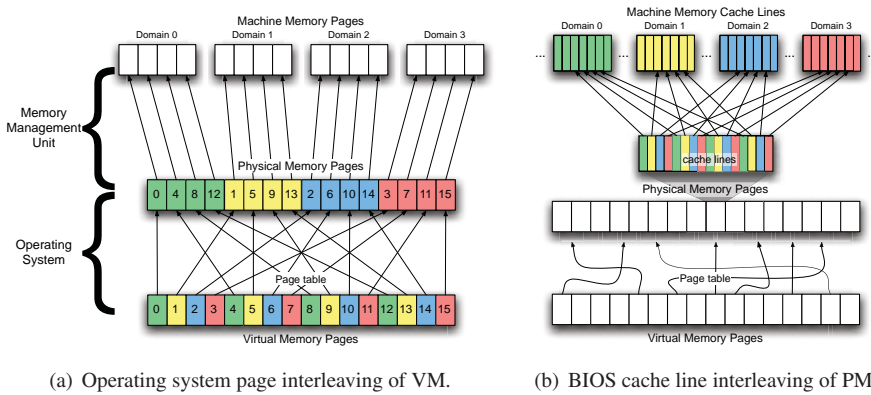 Machine Memory Pages
Domain 0 Domain 1 Domain 2 Domain 3
Memory
Management
Unit
Physical Memory Pages
0 4 8 12 1 5 9 13 2 6 10 14 3 7 11 15
Operating
System
Page table
0 1 2 3 4 5 6 7 8 9 10 11 12 13 14 15
Virtual Memory Pages
(a) Operating system page interleaving of VM.
Machine Memory Cache Lines
Domain 0 Domain 1 Domain 2 Domain 3
... ... ... ... ...
cache lines
Physical Memory Pages
Page table
Virtual Memory Pages
(b) BIOS cache line interleaving of PM